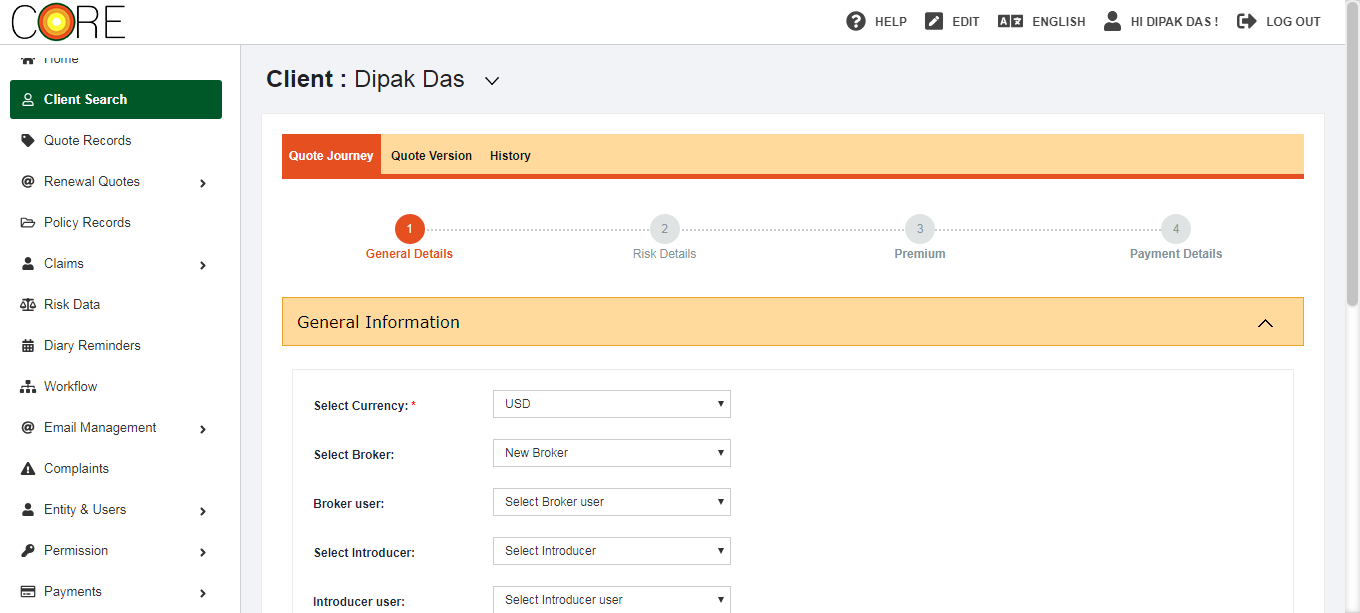 CORE
HELP
EDIT
ENGLISH
HI DIPAK DAS !
LOG OUT
Home
Client Search
Quote Records
Renewal Quotes
Policy Records
Claims
Risk Data
Diary Reminders
Workflow
Email Management
Complaints
Entity & Users
Permission
Payments
Client : Dipak Das
Quote Journey
Quote Version
History
1
General Details
2
Risk Details
3
Premium
4
Payment Details
General Information
Select Currency: *
USD
Select Broker:
New Broker
Broker user:
Select Broker user
Select Introducer:
Select Introducer
Introducer user:
Select Introducer user